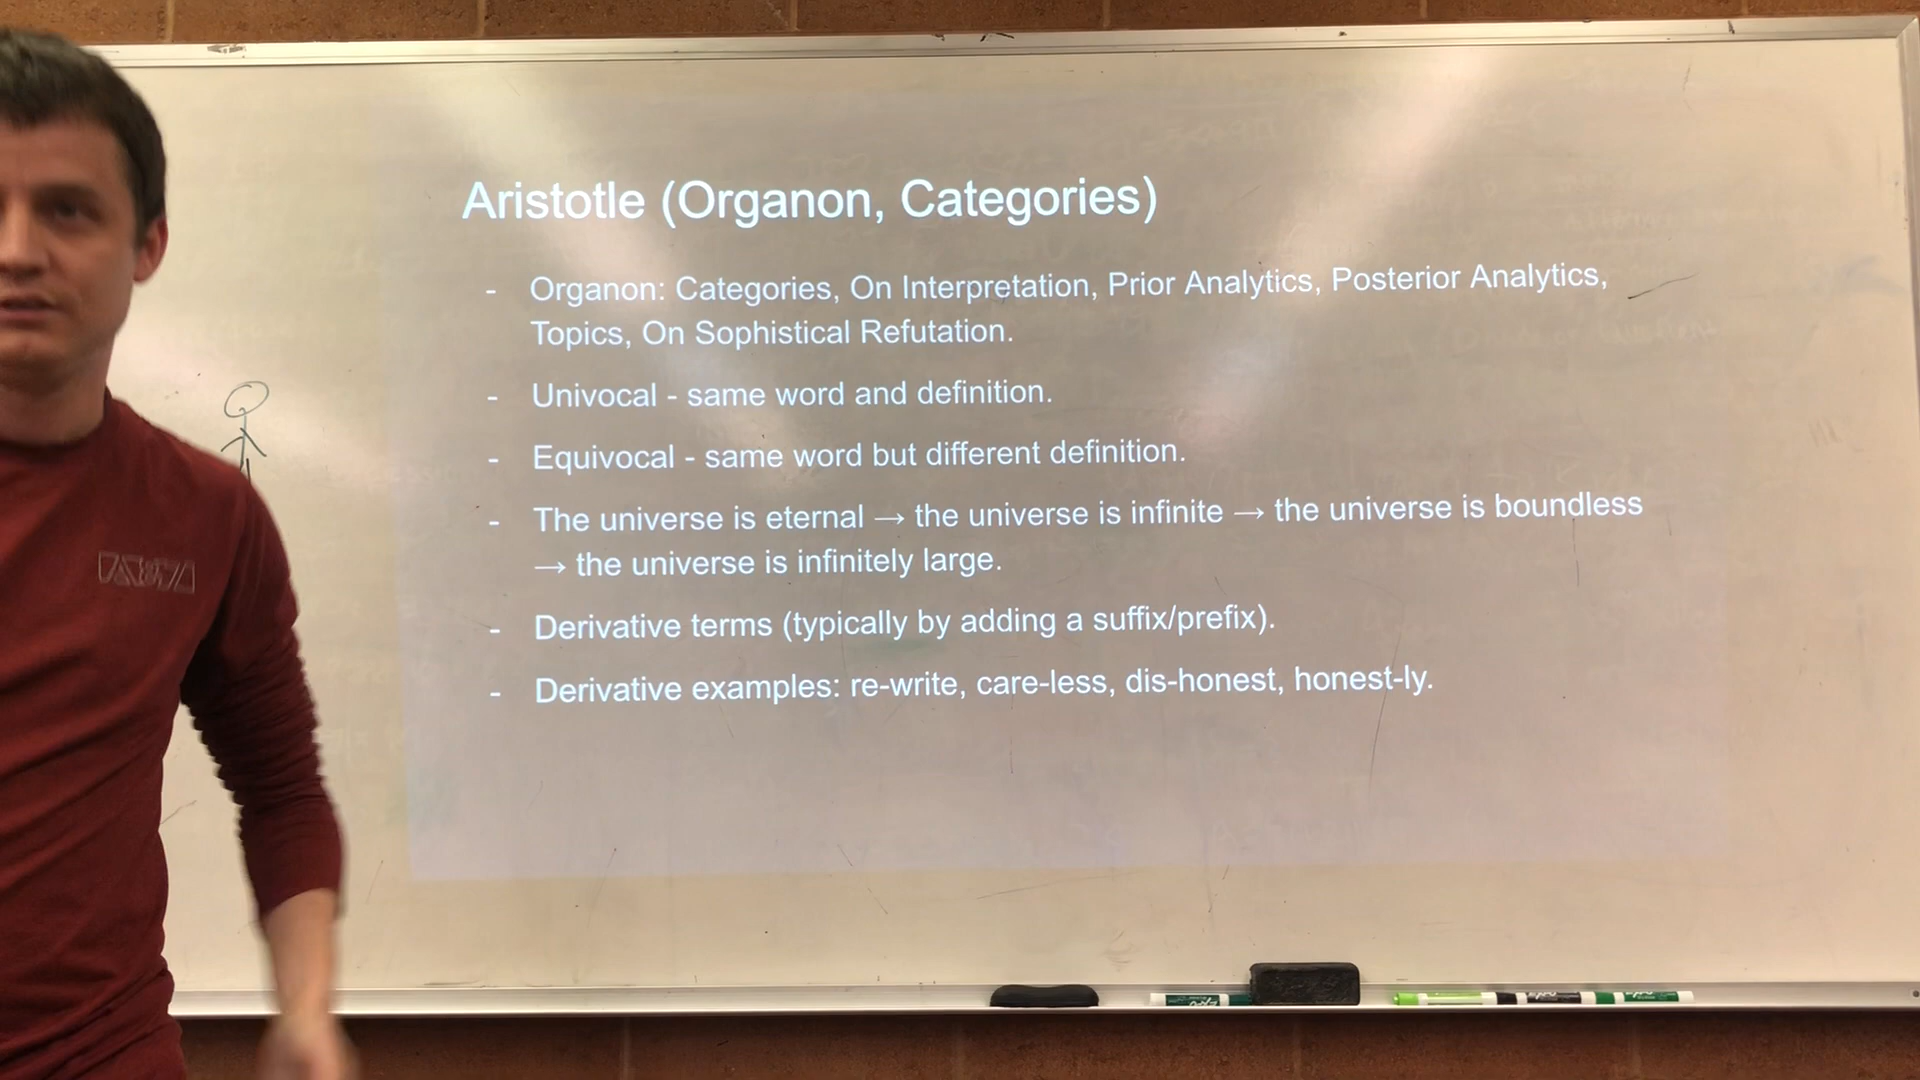 Aristotle (Organon, Categories)
- Organon: Categories, On Interpretation, Prior Analytics, Posterior Analytics,
Topics, On Sophistical Refutation.
- Univocal - same word and definition.
- Equivocal - same word but different definition.
- The universe is eternal → the universe is infinite → the universe is boundless
→ the universe is infinitely large.
- Derivative terms (typically by adding a suffix/prefix).
- Derivative examples: re-write, care-less, dis-honest, honest-ly.